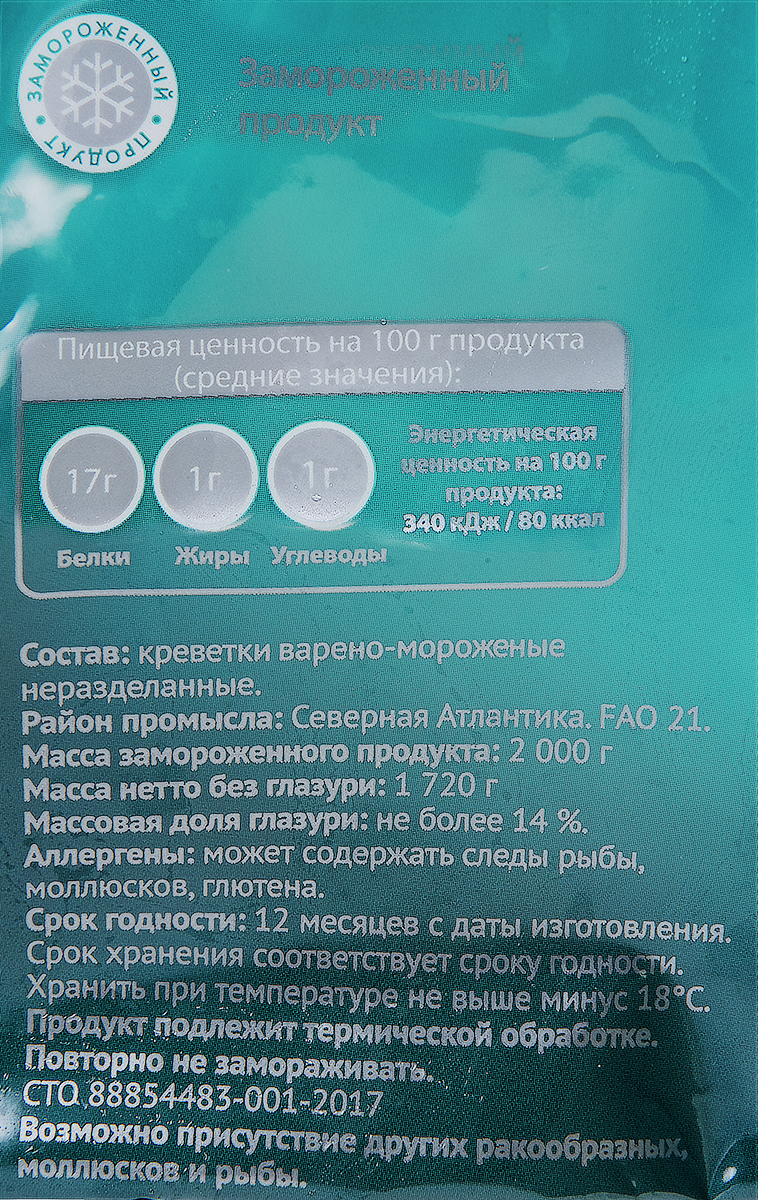 ЗАМОРОЖЕННЫЙ
ПРОДУКТ
Замороженный
продукт
Пищевая ценность на 100 г продукта
(средние значения):
17г 1г 1г
Белки Жиры Углеводы
Энергетическая
ценность на 100 г
продукта:
340 кДж / 80 ккал
Состав: креветки варено-мороженые
неразделанные.
Район промысла: Северная Атлантика. FAO 21.
Масса замороженного продукта: 2 000 г
Масса нетто без глазури: 1 720 г
Массовая доля глазури: не более 14 %.
Аллергены: может содержать следы рыбы,
моллюсков, глютена.
Срок годности: 12 месяцев с даты изготовления.
Срок хранения соответствует сроку годности.
Хранить при температуре не выше минус 18°С.
Продукт подлежит термической обработке.
Повторно не замораживать.
СТО 88854483-001-2017
Возможно присутствие других ракообразных,
моллюсков и рыбы.